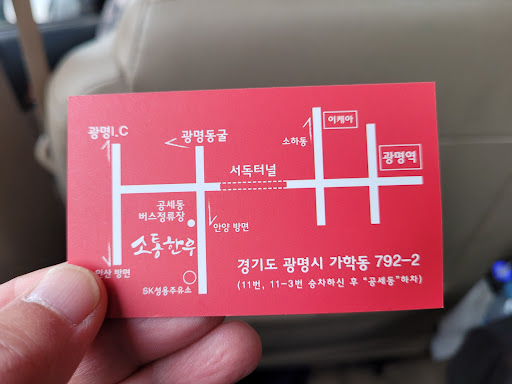 광명I.C
광명동굴
소하동
이케아
광명역
서독터널
공세동
버스정류장
안양 방면
소통한우
안산 방면
SK성용주유소
경기도 광명시 가학동 792-2
(11번, 11-3번 승차하신 후 "공세동"하차)